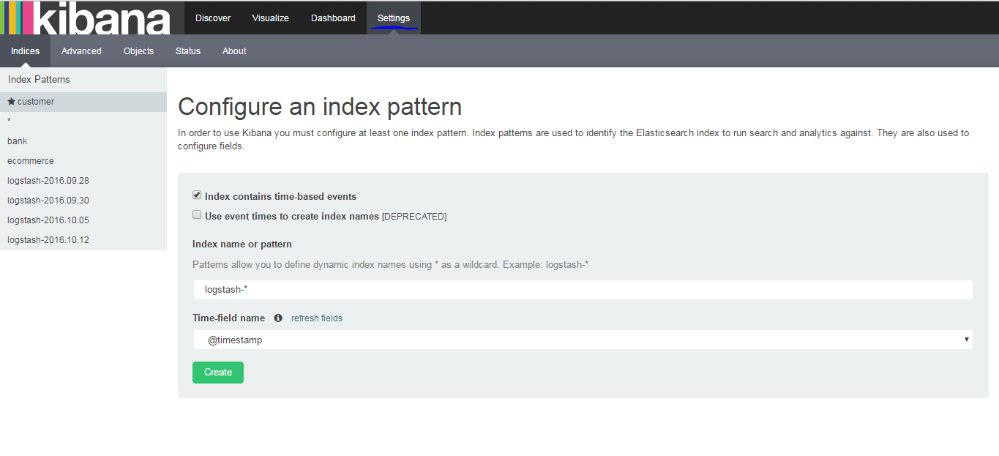 kibana Discover Visualize Dashboard Settings
Indices Advanced Objects Status About
Index Patterns
customer
*
bank
ecommerce
logstash-2016.09.28
logstash-2016.09.30
logstash-2016.10.05
logstash-2016.10.12
Configure an index pattern
In order to use Kibana you must configure at least one index pattern. Index patterns are used to identify the Elasticsearch index to run search and analytics against. They are also used to
configure fields.
Index contains time-based events
Use event times to create index names [DEPRECATED]
Index name or pattern
Patterns allow you to define dynamic index names using * as a wildcard. Example: logstash-*
logstash-*
Time-field name refresh fields
@timestamp
Create